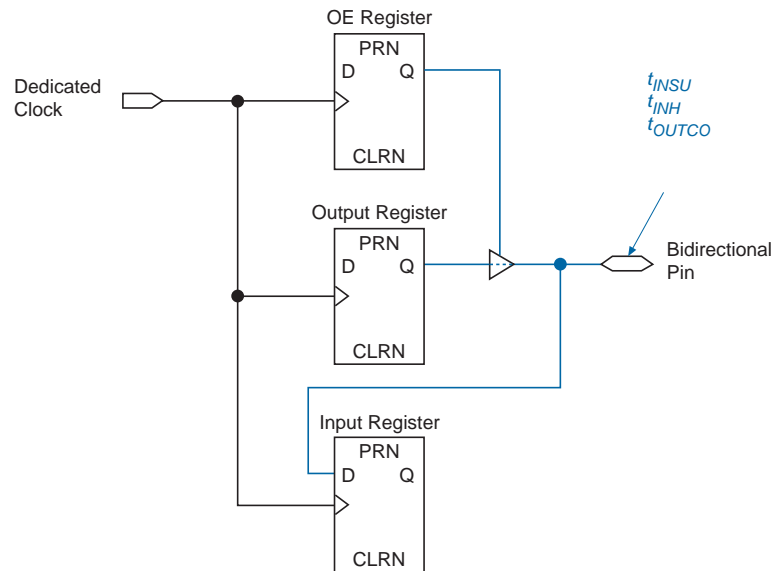 OE Register
PRN
D Q
CLRN
Dedicated
Clock
tINSU
tINH
tOUTCO
Output Register
PRN
D Q
CLRN
Bidirectional
Pin
Input Register
PRN
D Q
CLRN